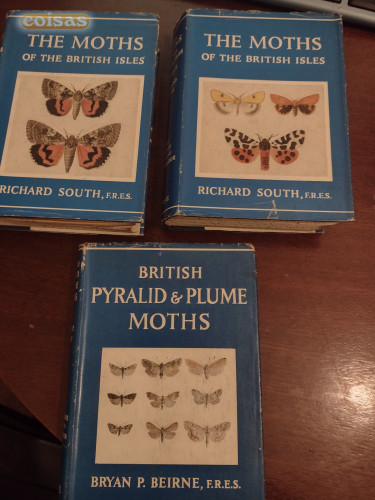 coisas
THE MOTHS
OF THE BRITISH ISLES
RICHARD SOUTH, F.R.E.S.
THE MOTHS
OF THE BRITISH ISLES
RICHARD SOUTH, F.R.E.S.
BRITISH
PYRALID & PLUME
MOTHS
BRYAN P. BEIRNE, F.R.E.S.